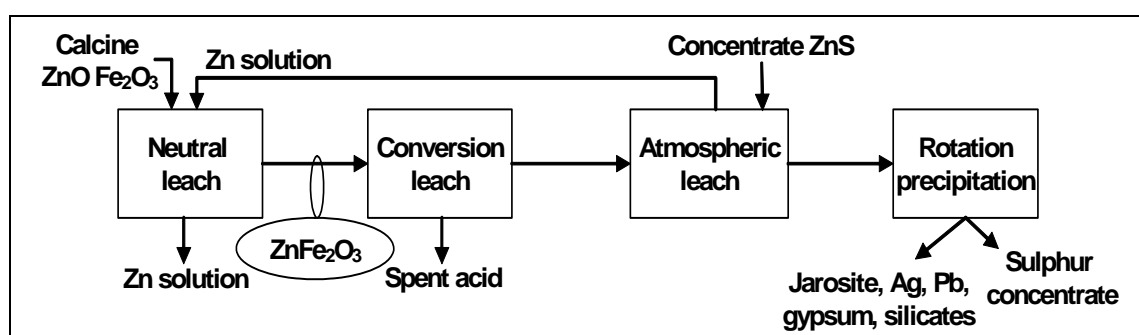 Calcine
ZnO Fe₂O₃
Zn solution
Concentrate ZnS
Neutral
leach
Conversion
leach
Atmospheric
leach
Rotation
precipitation
ZnFe₂O₃
Zn solution
Spent acid
Jarosite, Ag, Pb,
gypsum, silicates
Sulphur
concentrate